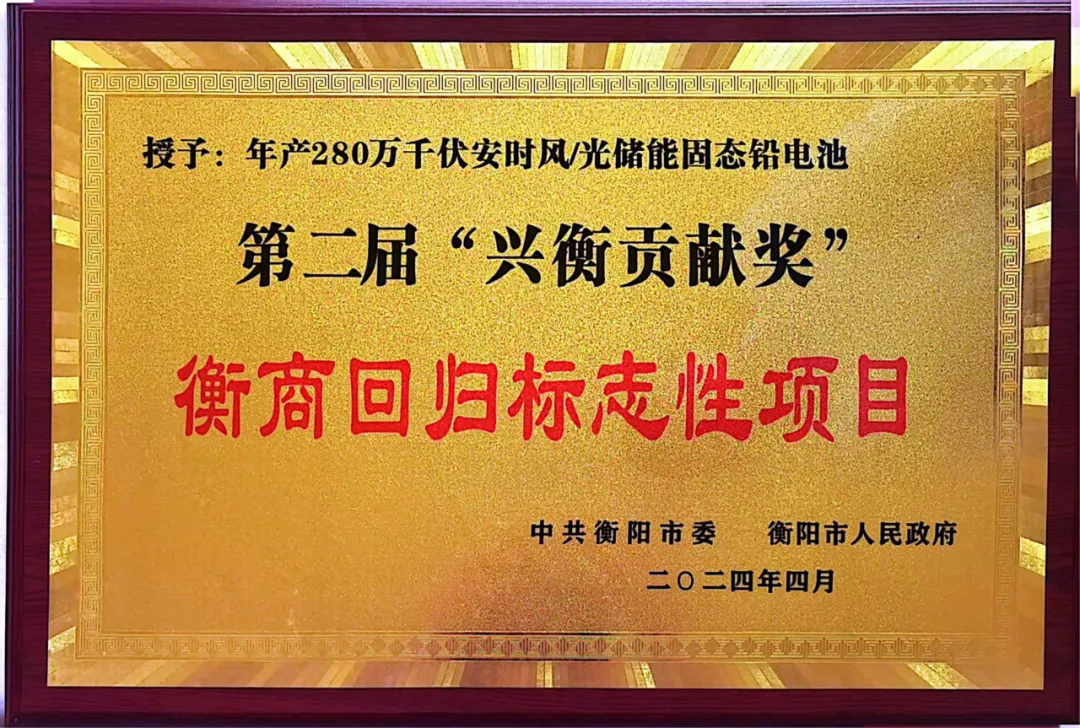 授予：年产280万千伏安时风/光储能固态铅电池
第二届“兴衡贡献奖”
衡商回归标志性项目
中共衡阳市委 衡阳市人民政府
二〇二四年四月